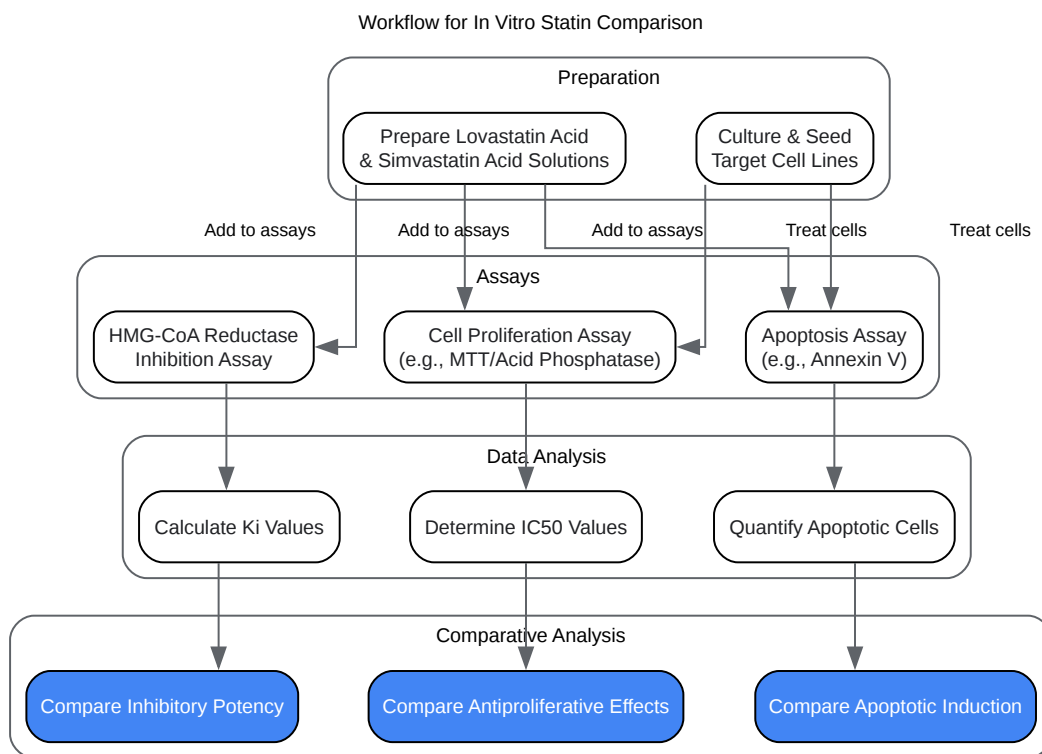 Workflow for In Vitro Statin Comparison
Preparation
Prepare Lovastatin Acid
& Simvastatin Acid Solutions
Culture & Seed
Target Cell Lines
Add to assays
Add to assays
Add to assays
Treat cells
Treat cells
Assays
HMG-CoA Reductase
Inhibition Assay
Cell Proliferation Assay
(e.g., MTT/Acid Phosphatase)
Apoptosis Assay
(e.g., Annexin V)
Data Analysis
Calculate Ki Values
Determine IC50 Values
Quantify Apoptotic Cells
Comparative Analysis
Compare Inhibitory Potency
Compare Antiproliferative Effects
Compare Apoptotic Induction